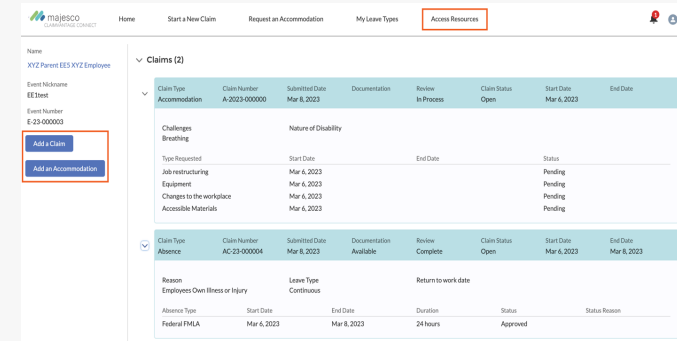 majesco
CLAIMVANTAGE CONNECT
Home Start a New Claim Request an Accommodation My Leave Types Access Resources
1
Name
XYZ Parent EE5 XYZ Employee
Event Nickname
EE1test
Event Number
E-23-000003
Add a Claim
Add an Accommodation
Claims (2)
Claim Type Claim Number Submitted Date Documentation Review Claim Status Start Date End Date
Accommodation A-2023-000000 Mar 8, 2023 In Process Open Mar 6, 2023
Challenges Nature of Disability
Breathing
Type Requested Start Date End Date Status
Job restructuring Mar 6, 2023 Pending
Equipment Mar 6, 2023 Pending
Changes to the workplace Mar 6, 2023 Pending
Accessible Materials Mar 6, 2023 Pending
Claim Type Claim Number Submitted Date Documentation Review Claim Status Start Date End Date
Absence AC-23-000004 Mar 8, 2023 Available Complete Open Mar 6, 2023 Mar 8, 2023
Reason Leave Type Return to work date
Employees Own Illness or Injury Continuous
Absence Type Start Date End Date Duration Status Status Reason
Federal FMLA Mar 6, 2023 Mar 8, 2023 24 hours Approved